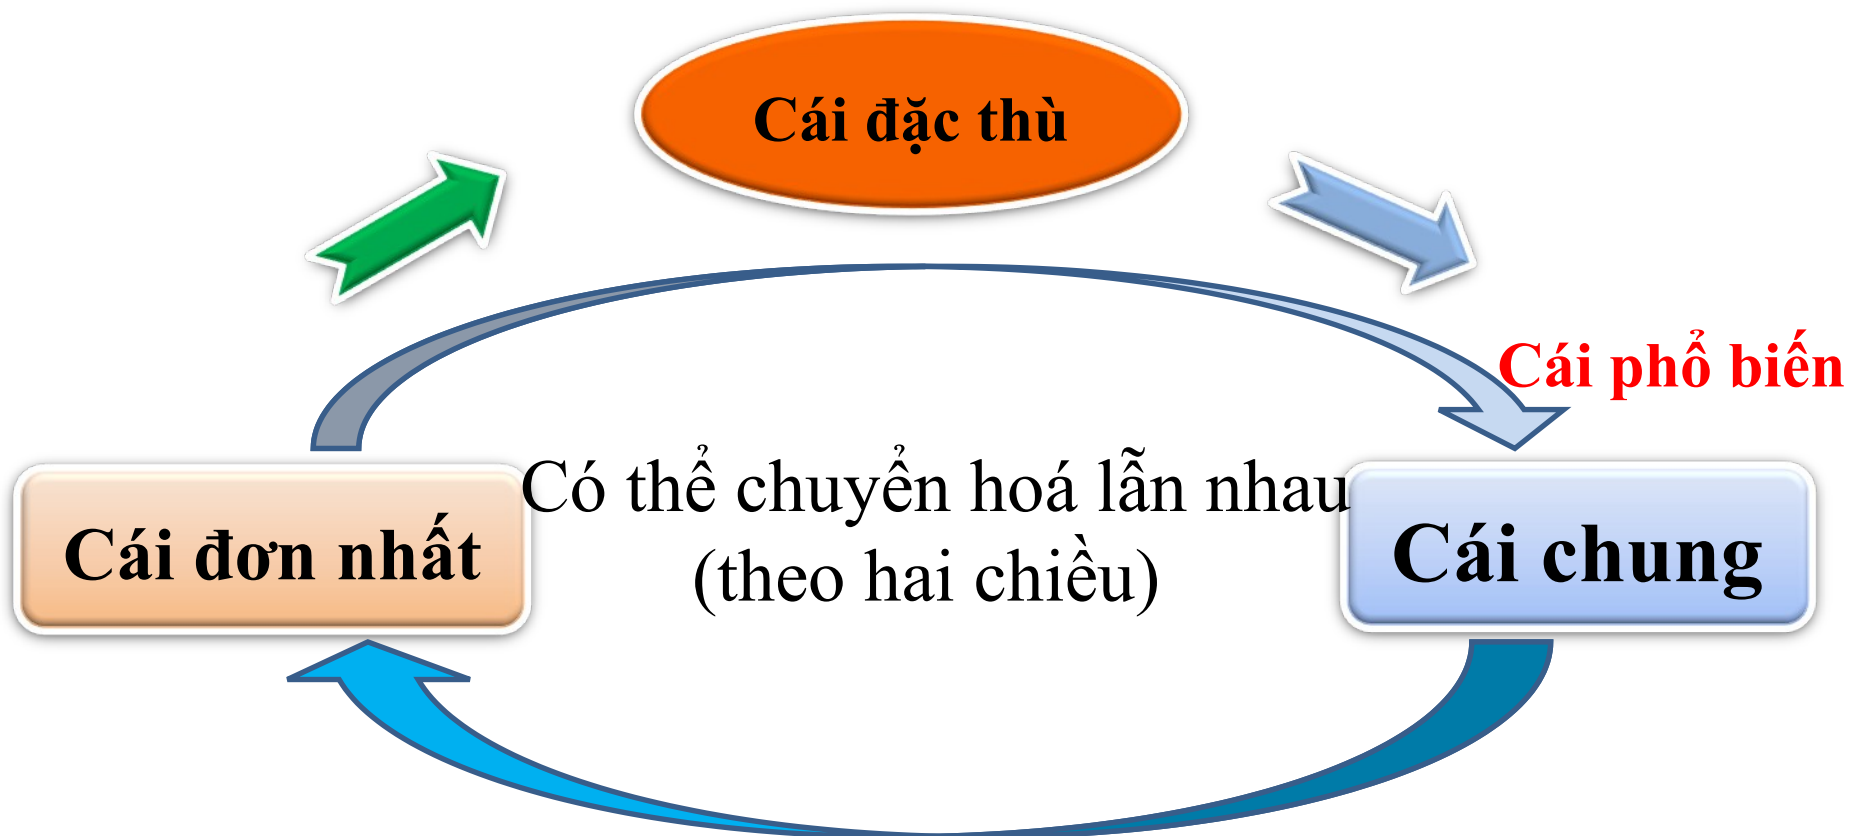 Cái đặc thù
Cái phổ biến
Có thể chuyển hoá lẫn nhau
(theo hai chiều)
Cái đơn nhất
Cái chung